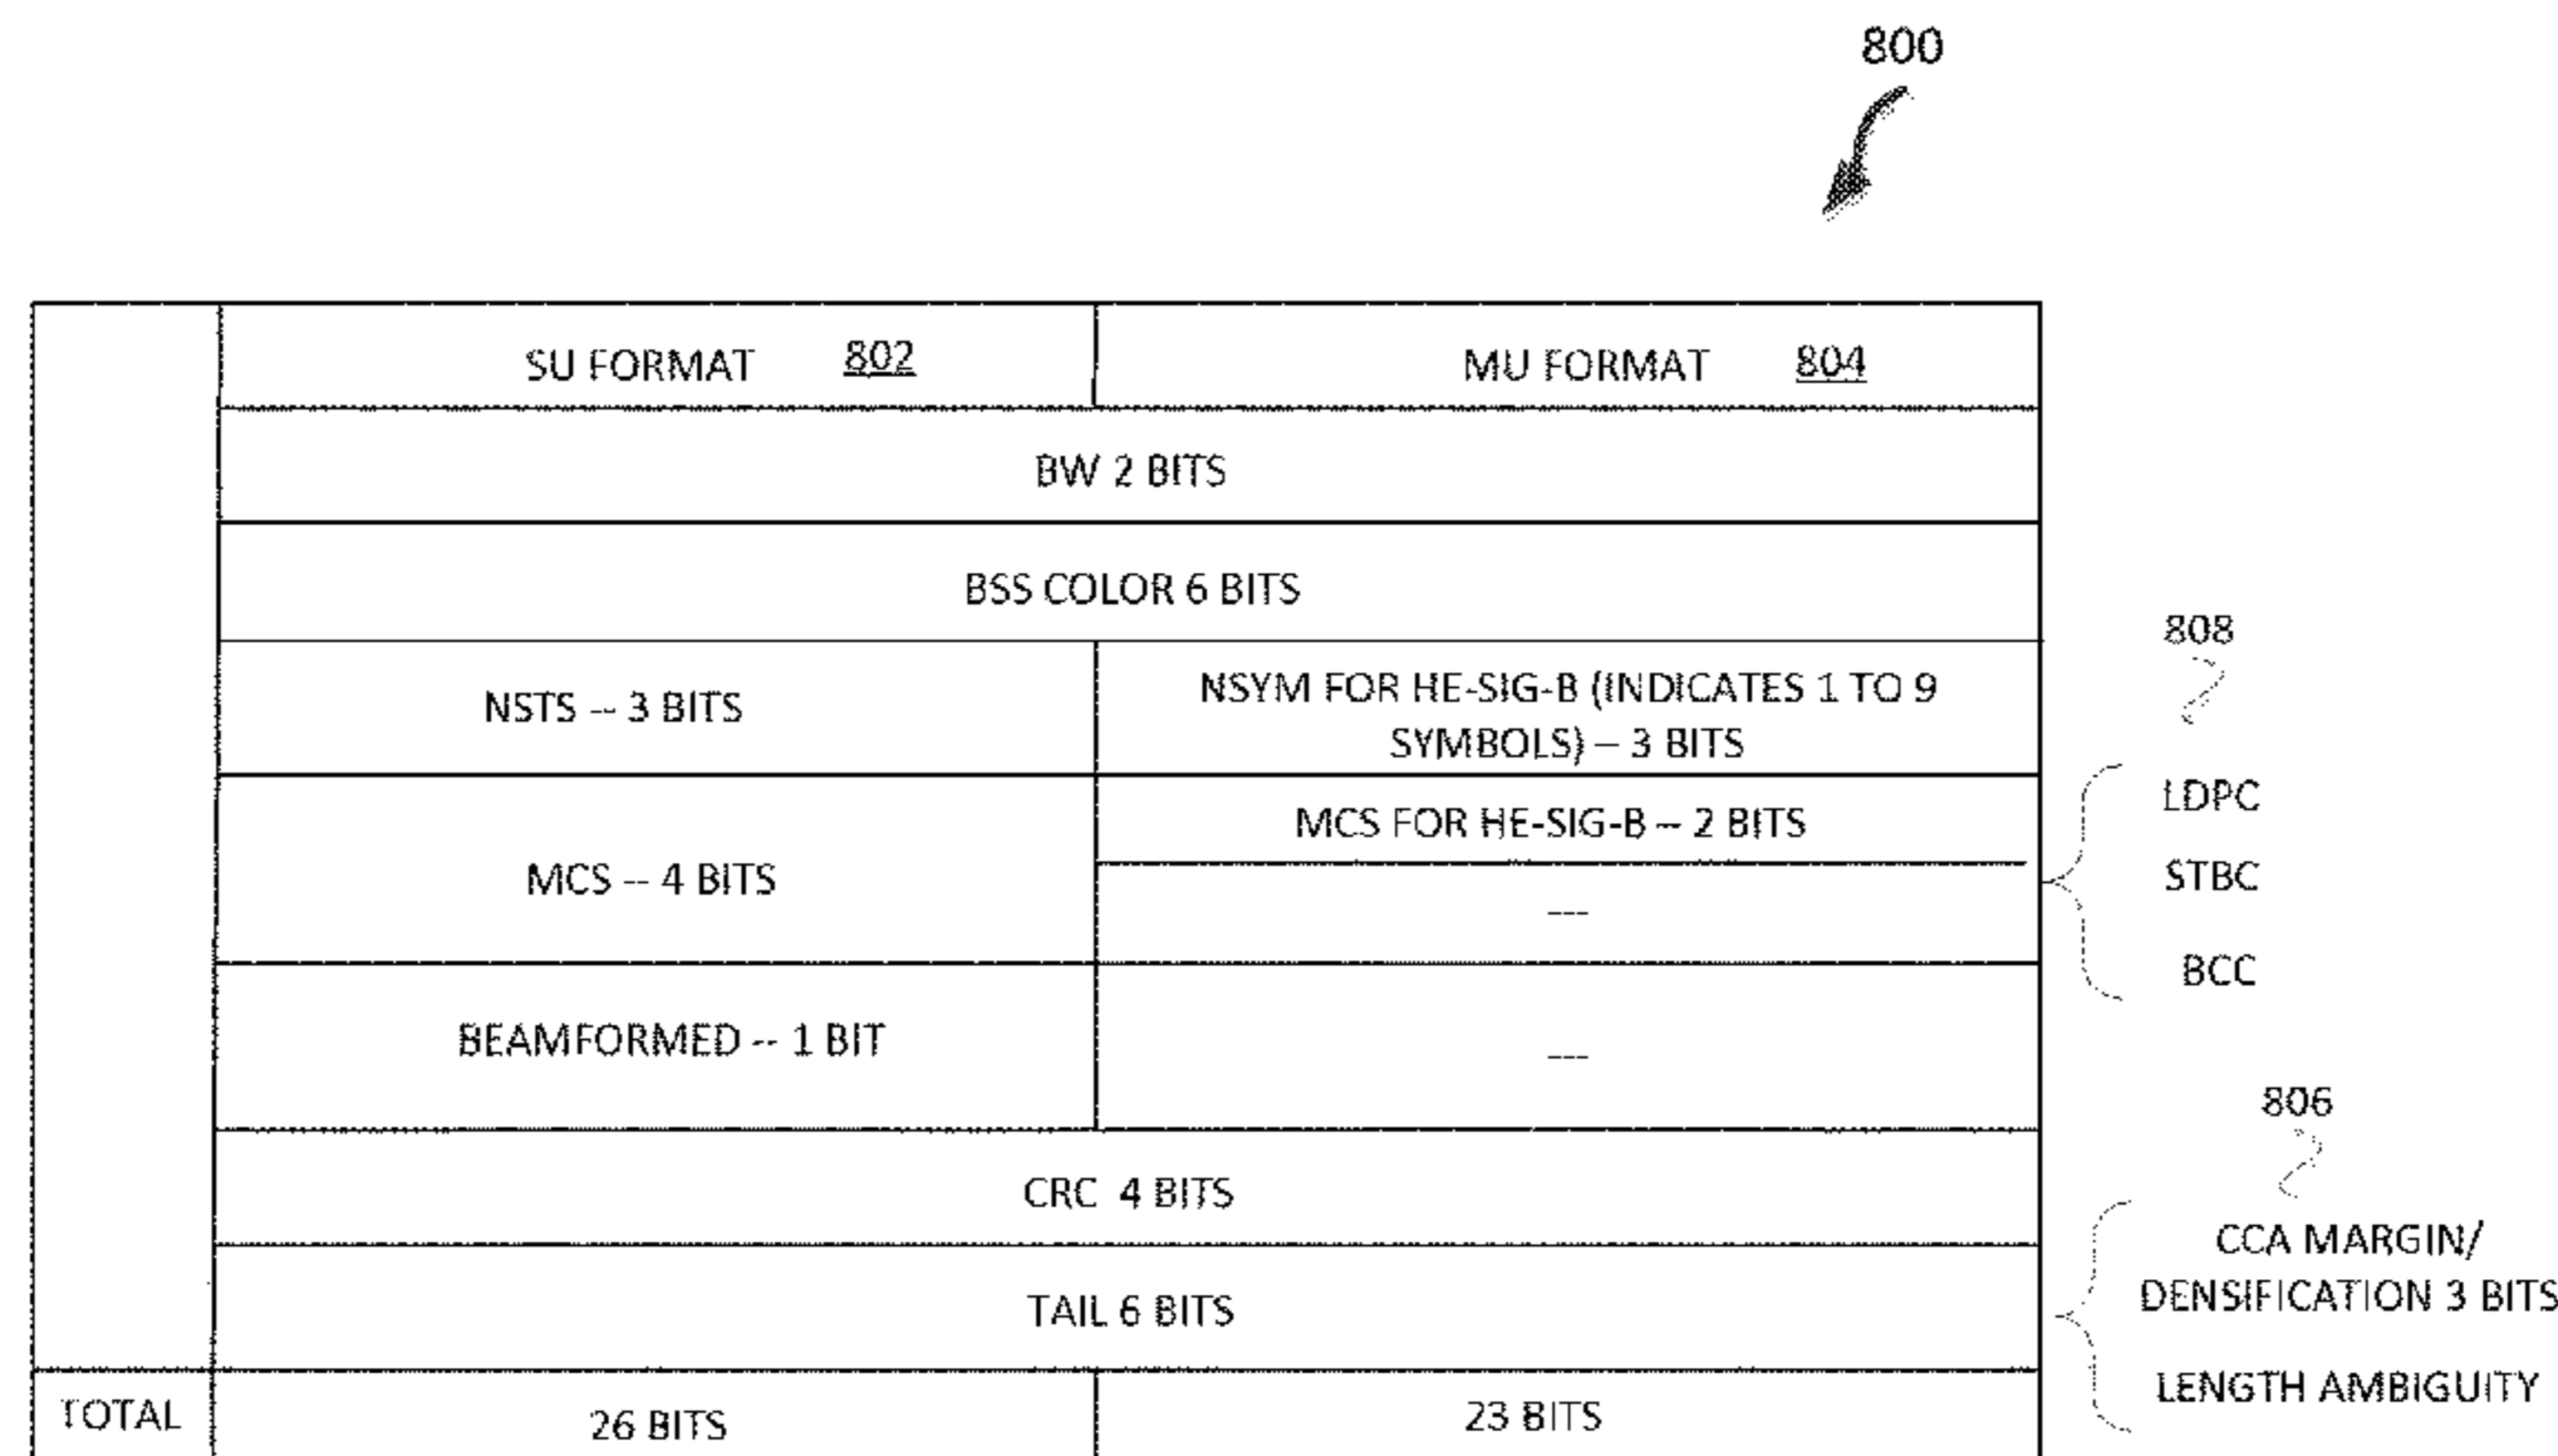 800
SU FORMAT 802
MU FORMAT 804
BW 2 BITS
BSS COLOR 6 BITS
NSTS -- 3 BITS
NSYM FOR HE-SIG-B (INDICATES 1 TO 9
SYMBOLS) – 3 BITS
808
MCS -- 4 BITS
MCS FOR HE-SIG-B -- 2 BITS
---
LDPC
STBC
BCC
BEAMFORMED -- 1 BIT
---
806
CRC 4 BITS
TAIL 6 BITS
CCA MARGIN/
DENSIFICATION 3 BITS
LENGTH AMBIGUITY
TOTAL
26 BITS
23 BITS